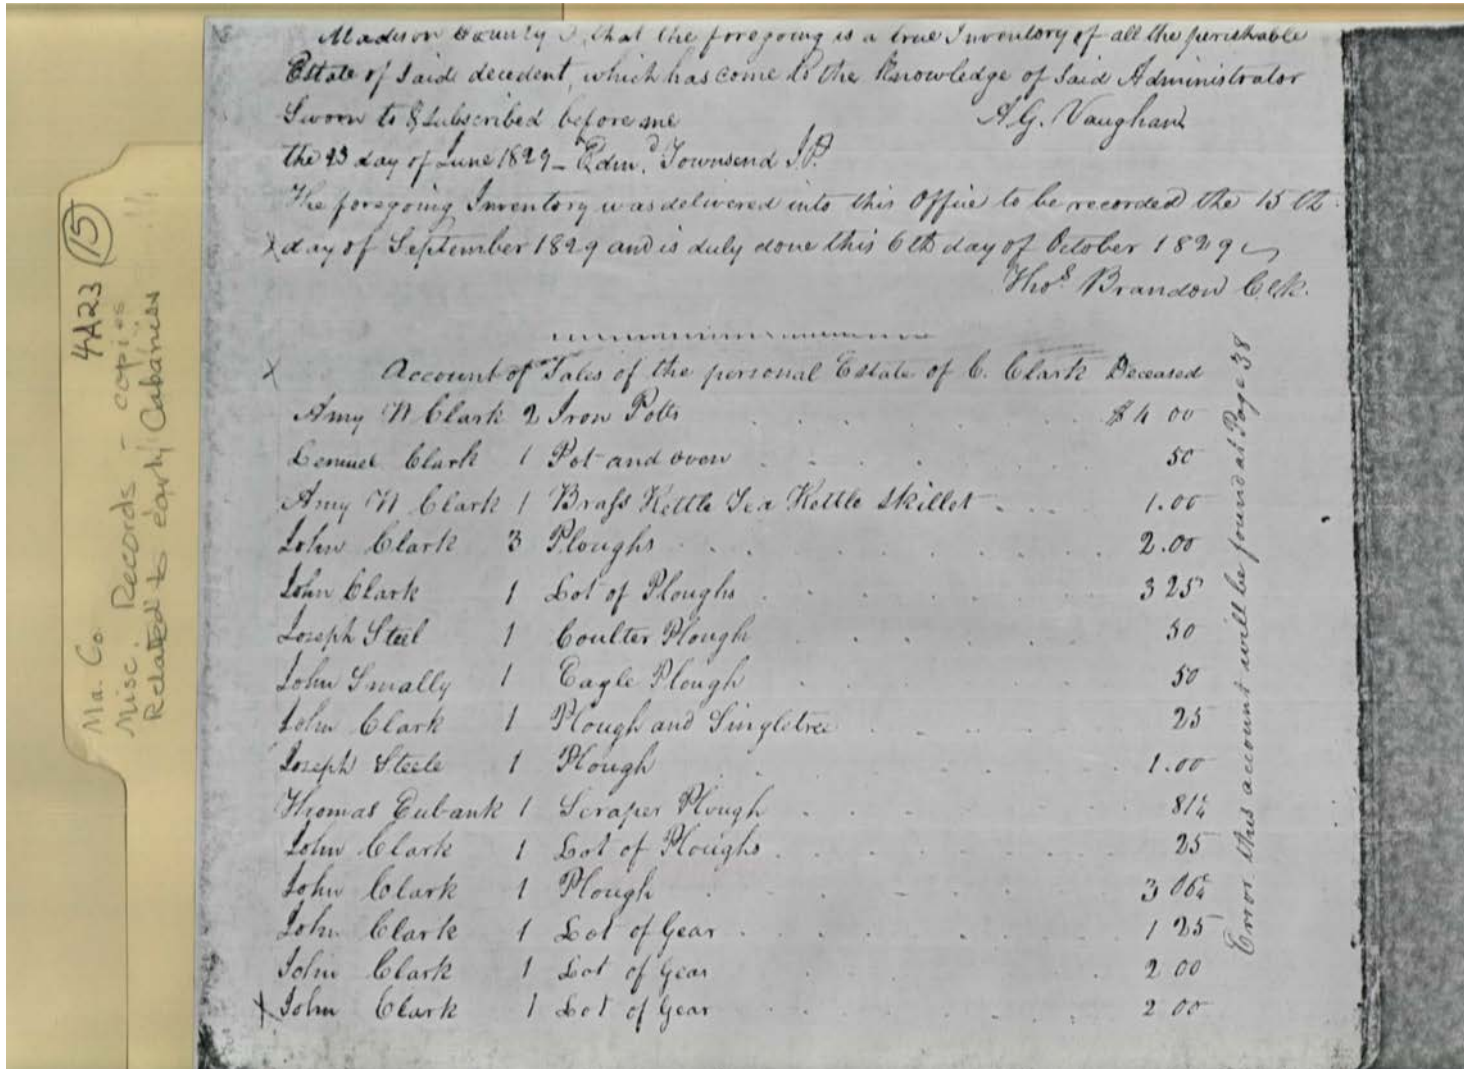 4A23 (15)
Ma. Co.
Misc. Records - copies
Related to early Cabaniss
Madison County , that the foregoing is a true Inventory of all the perishable
Estate of Said decedent, which has come to the Knowledge of Said Administrator
Sworn to & Subscribed before me A. G. Vaughan
the 23 day of June 1829 - Edmd. Townsend J. P.
The foregoing Inventory was delivered into this Office to be recorded the 15 th
x day of September 1829 and is duly done this 6th day of October 1829
Thos Brandon Clk.
x Account of Sales of the personal Estate of C. Clark Deceased
Amy N Clark 2 Iron Potts $4 00
Lemuel Clark 1 Pot and oven 50
Amy N Clark 1 Brass Kettle Tea Kettle Skillet 1.00
John Clark 3 Ploughs 2.00
John Clark 1 Lot of Ploughs 3 25
Joseph Steel 1 Coulter Plough 50
John Smally 1 Eagle Plough 50
John Clark 1 Plough and Singletree 25
Joseph Steele 1 Plough 1.00
Thomas Eubank 1 Scraper Plough 81¼
John Clark 1 Lot of Ploughs 25
John Clark 1 Plough 3 06¼
John Clark 1 Lot of Gear 1 25
John Clark 1 Lot of Gear 2 00
x John Clark 1 Lot of Gear 2 00
Error this account will be found at Page 38